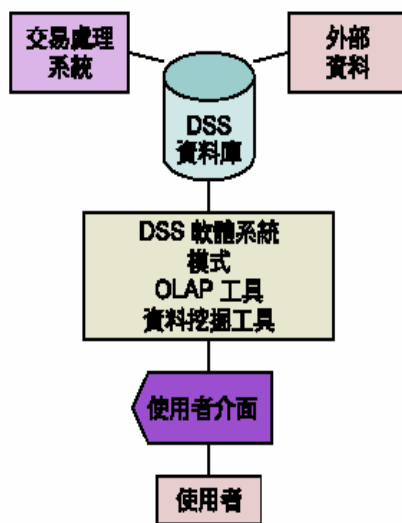 交易處理
系統
外部
資料
DSS
資料庫
DSS 軟體系統
模式
OLAP 工具
資料挖掘工具
使用者介面
使用者